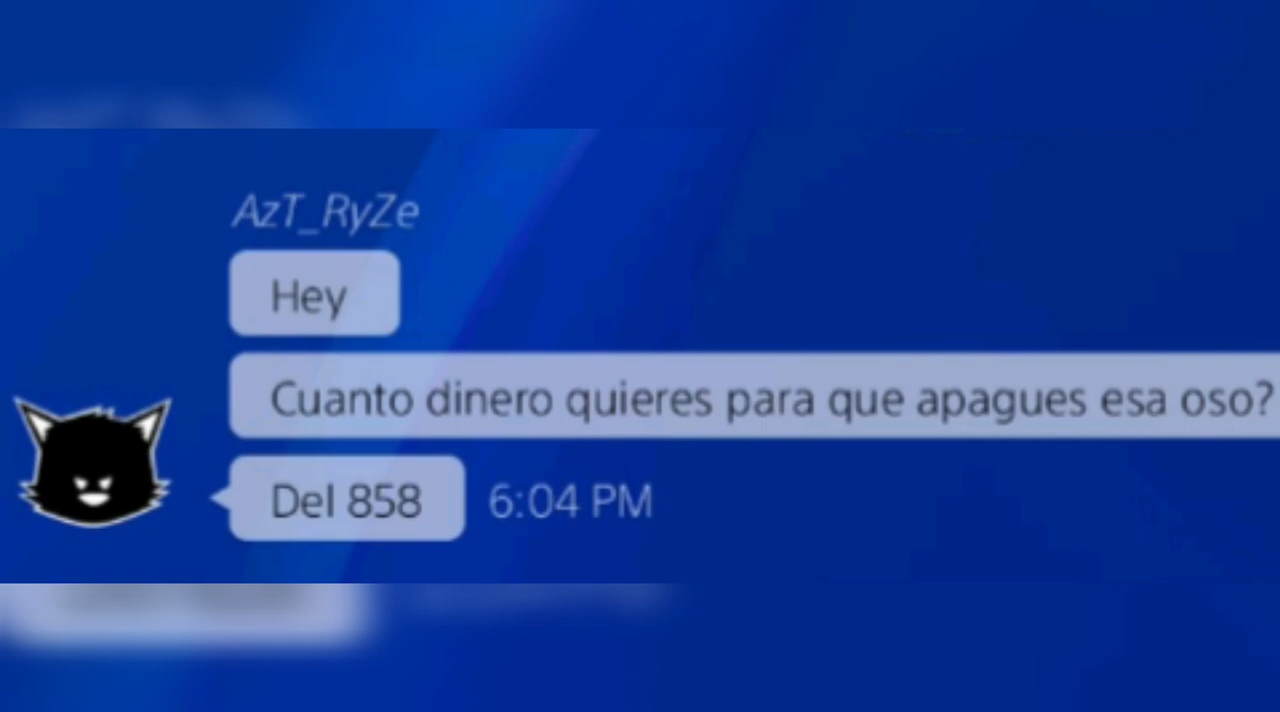 AzT_RyZe
Hey
Cuanto dinero quieres para que apagues esa oso?
Del 858 6:04 PM